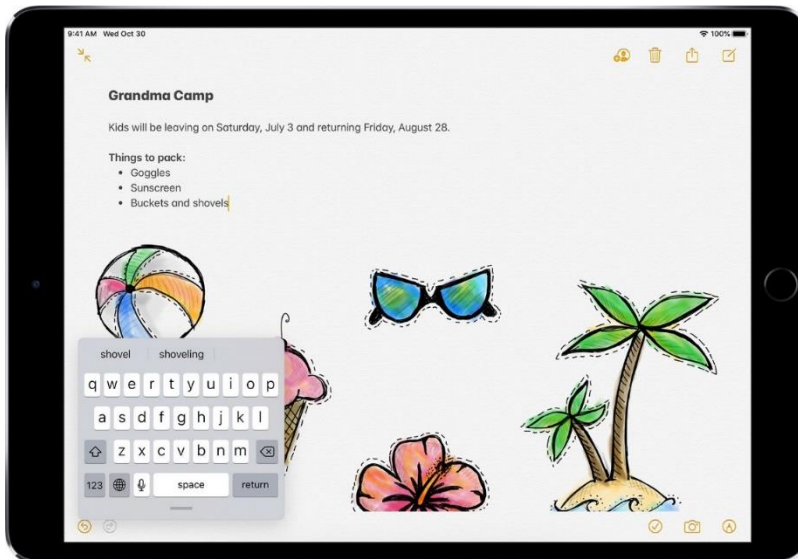 9:41 AM Wed Oct 30 100%
Grandma Camp
Kids will be leaving on Saturday, July 3 and returning Friday, August 28.
Things to pack:
• Goggles
• Sunscreen
• Buckets and shovels
shovel shoveling
q w e r t y u i o p
a s d f g h j k l
z x c v b n m
123 space return